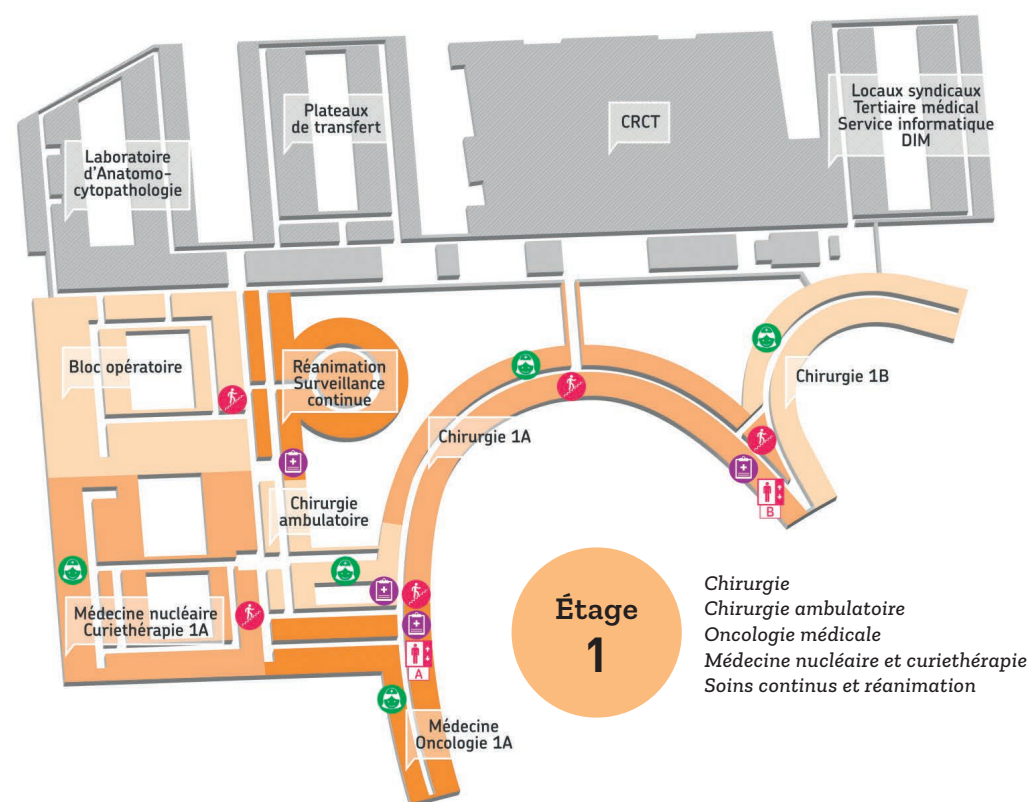 Laboratoire
d'Anatomo-
cytopathologie
Plateaux
de transfert
CRCT
Locaux syndicaux
Tertiaire médical
Service informatique
DIM
Bloc opératoire
Réanimation
Surveillance
continue
Chirurgie 1A
Chirurgie 1B
Chirurgie
ambulatoire
Médecine nucléaire
Curiethérapie 1A
Médecine
Oncologie 1A
A
B
Étage
1
Chirurgie
Chirurgie ambulatoire
Oncologie médicale
Médecine nucléaire et curiethérapie
Soins continus et réanimation